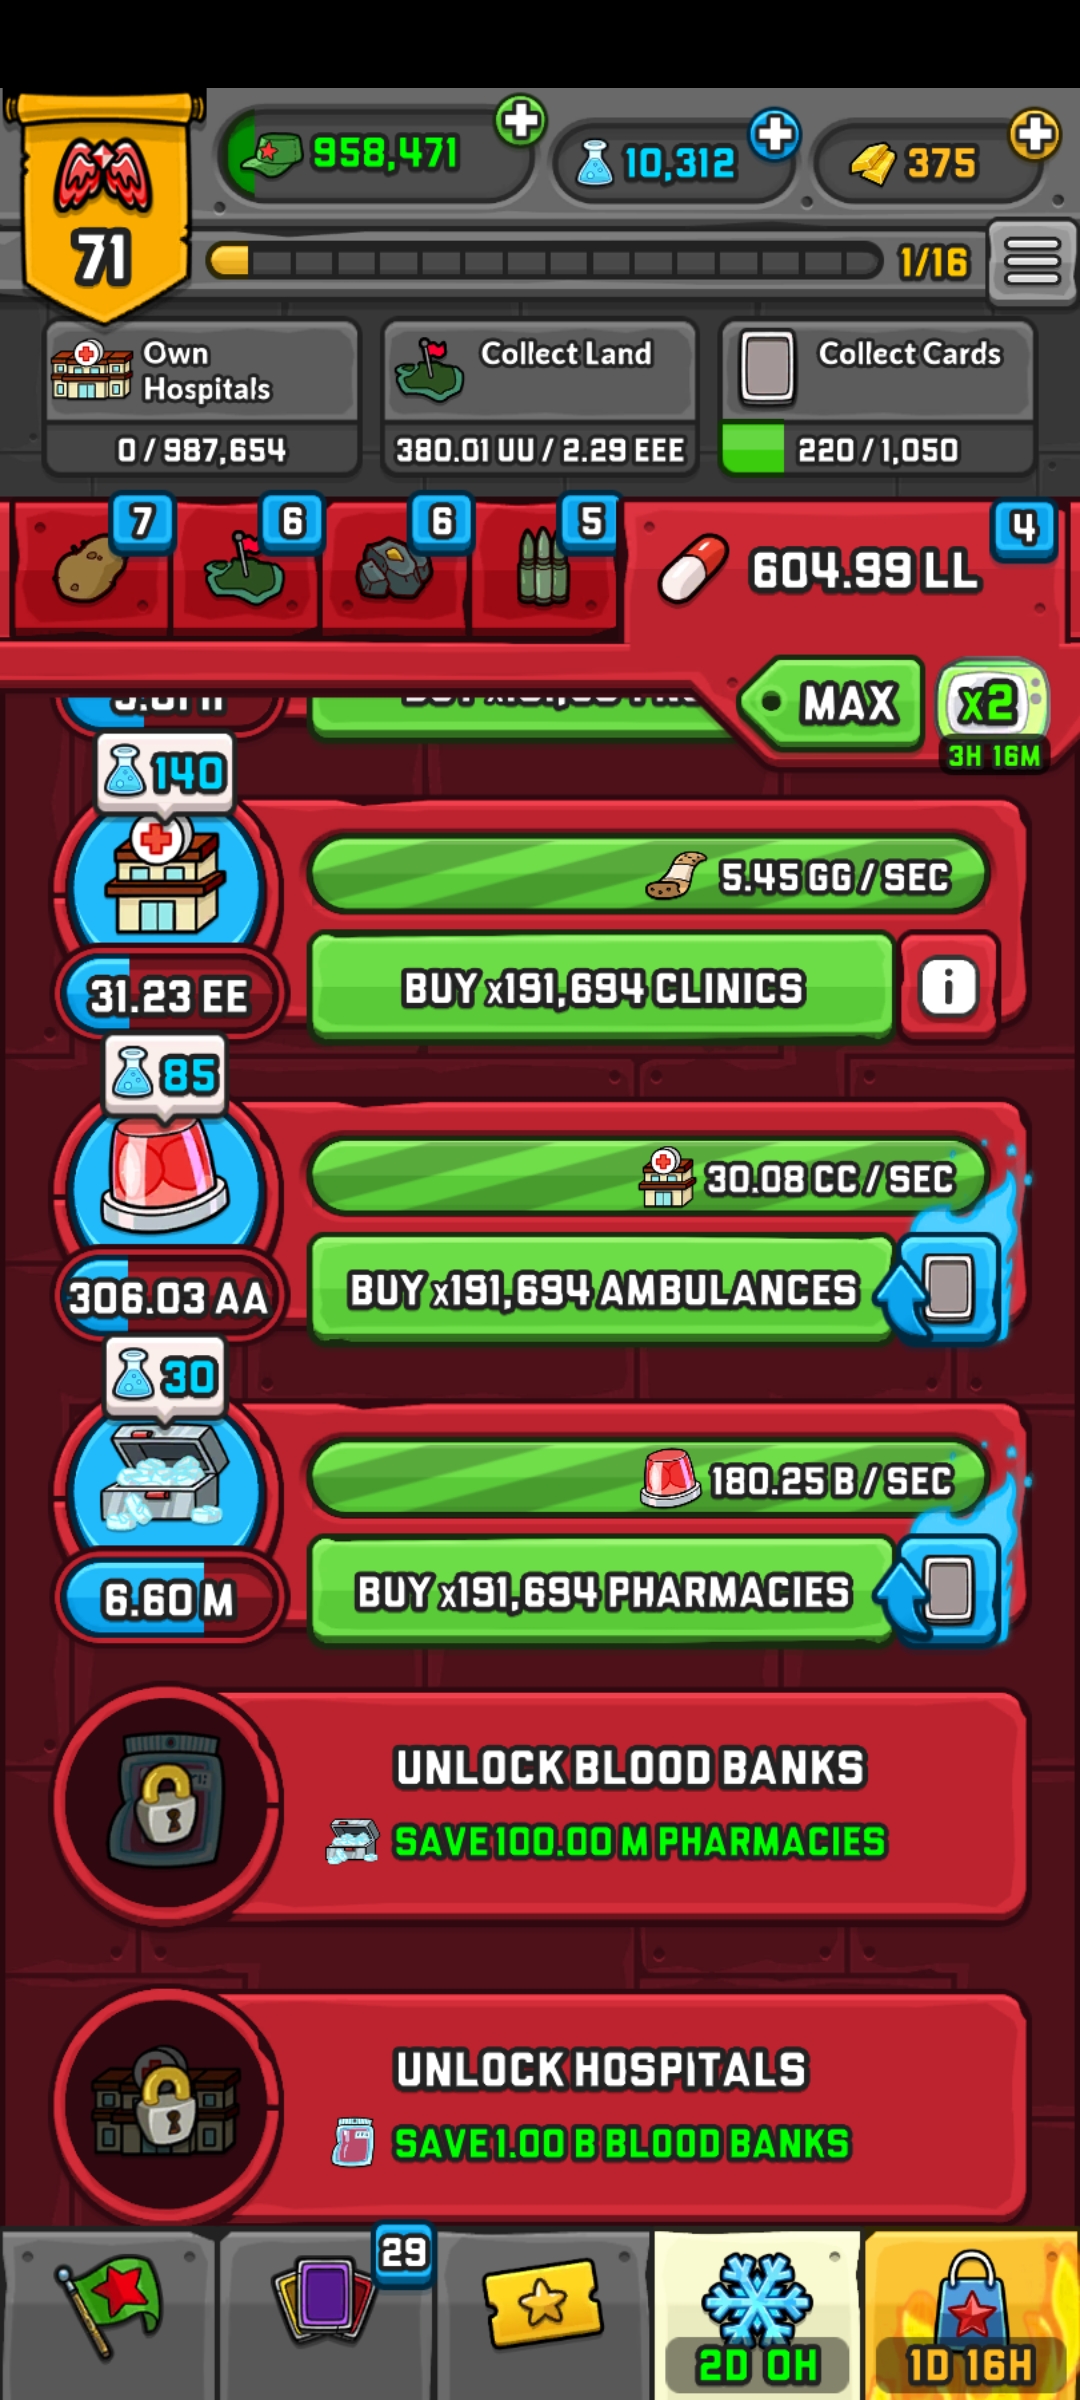 71
958,471
10,312
375
1/16
Own
Hospitals
0 / 987,654
Collect Land
380.01 UU / 2.29 EEE
Collect Cards
220 / 1,050
7
6
6
5
604.99 LL
4
MAX
x2
3H 16M
140
5.45 GG / SEC
31.23 EE
BUY x191,694 CLINICS
i
85
30.08 CC / SEC
306.03 AA
BUY x191,694 AMBULANCES
30
180.25 B / SEC
6.60 M
BUY x191,694 PHARMACIES
UNLOCK BLOOD BANKS
SAVE 100.00 M PHARMACIES
UNLOCK HOSPITALS
SAVE 1.00 B BLOOD BANKS
29
2D 0H
1D 16H